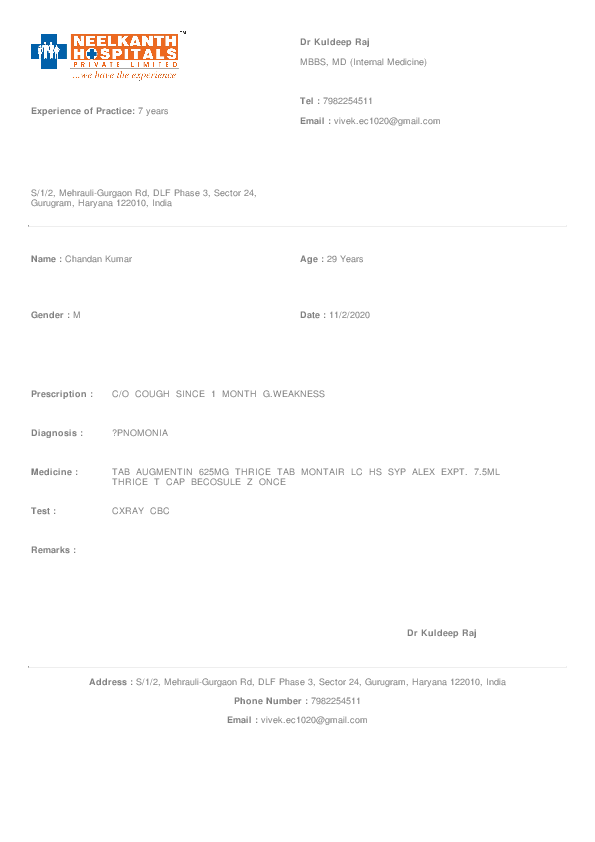 NEELKANTH
HOSPITALS
PRIVATE LIMITED
...we have the experience
TM
Dr Kuldeep Raj
MBBS, MD (Internal Medicine)
Experience of Practice: 7 years
Tel : 7982254511
Email : vivek.ec1020@gmail.com
S/1/2, Mehrauli-Gurgaon Rd, DLF Phase 3, Sector 24,
Gurugram, Haryana 122010, India
Name : Chandan Kumar
Age : 29 Years
Gender : M
Date : 11/2/2020
Prescription : C/O COUGH SINCE 1 MONTH G.WEAKNESS
Diagnosis : ?PNOMONIA
Medicine : TAB AUGMENTIN 625MG THRICE TAB MONTAIR LC HS SYP ALEX EXPT. 7.5ML
THRICE T CAP BECOSULE Z ONCE
Test : CXRAY CBC
Remarks :
Dr Kuldeep Raj
Address : S/1/2, Mehrauli-Gurgaon Rd, DLF Phase 3, Sector 24, Gurugram, Haryana 122010, India
Phone Number : 7982254511
Email : vivek.ec1020@gmail.com